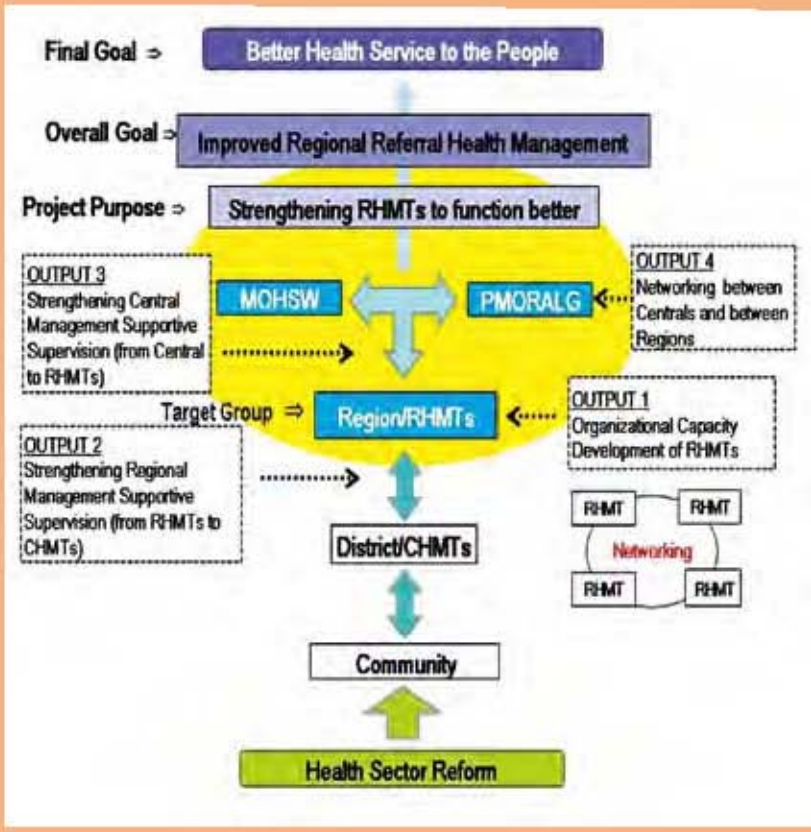 Final Goal ⇒ Better Health Service to the People
Overall Goal ⇒ Improved Regional Referral Health Management
Project Purpose ⇒ Strengthening RHMTs to function better
OUTPUT 3
Strengthening Central
Management Supportive
Supervision (from Central
to RHMTs)
MOHSW
PMORALG
OUTPUT 4
Networking between
Centrals and between
Regions
Target Group ⇒ Region/RHMTs
OUTPUT 1
Organizational Capacity
Development of RHMTs
OUTPUT 2
Strengthening Regional
Management Supportive
Supervision (from RHMTs to
CHMTs)
RHMT RHMT
Networking
RHMT RHMT
District/CHMTs
Community
Health Sector Reform